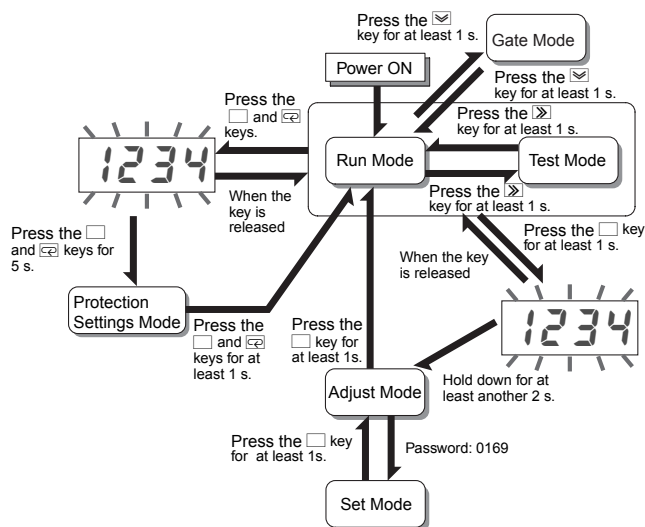 Press the
key for at least 1 s.
Gate Mode
Power ON
Press the
key for at least 1 s.
Press the
and
keys.
Press the
key for at least 1 s.
1234
Run Mode
Test Mode
When the
key is
released
Press the
key for at least 1 s.
Press the
and keys for
5 s.
When the key
is released
Press the key
for at least 1 s.
Protection
Settings Mode
Press the
and
keys for at
least 1 s.
Press the
key for
at least 1s.
1234
Adjust Mode
Hold down for at
least another 2 s.
Press the key
for at least 1s.
Password: 0169
Set Mode